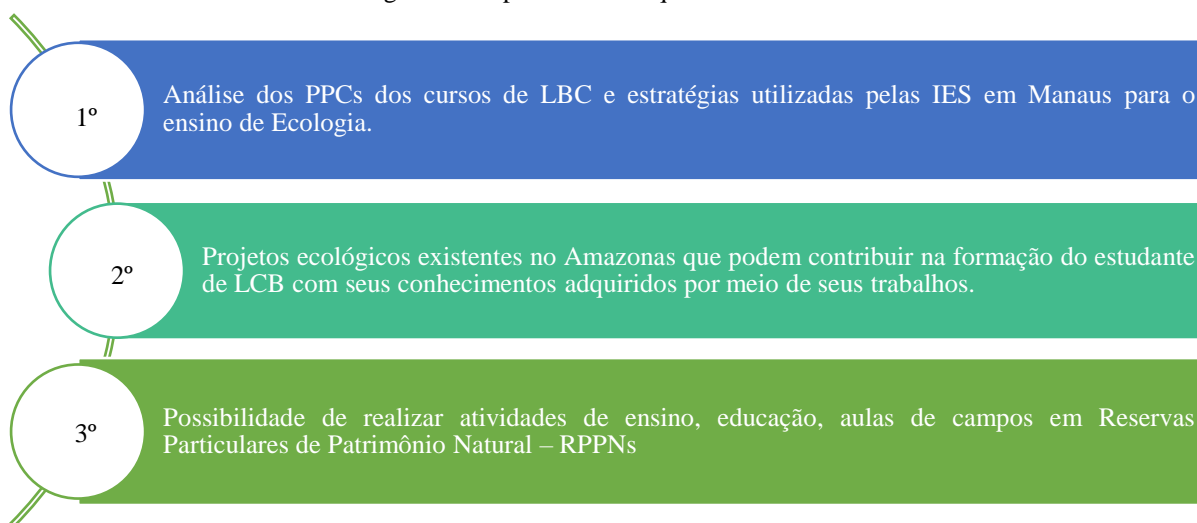 1º
Análise dos PPCs dos cursos de LBC e estratégias utilizadas pelas IES em Manaus para o
ensino de Ecologia.
2º
Projetos ecológicos existentes no Amazonas que podem contribuir na formação do estudante
de LCB com seus conhecimentos adquiridos por meio de seus trabalhos.
3º
Possibilidade de realizar atividades de ensino, educação, aulas de campos em Reservas
Particulares de Patrimônio Natural – RPPNs